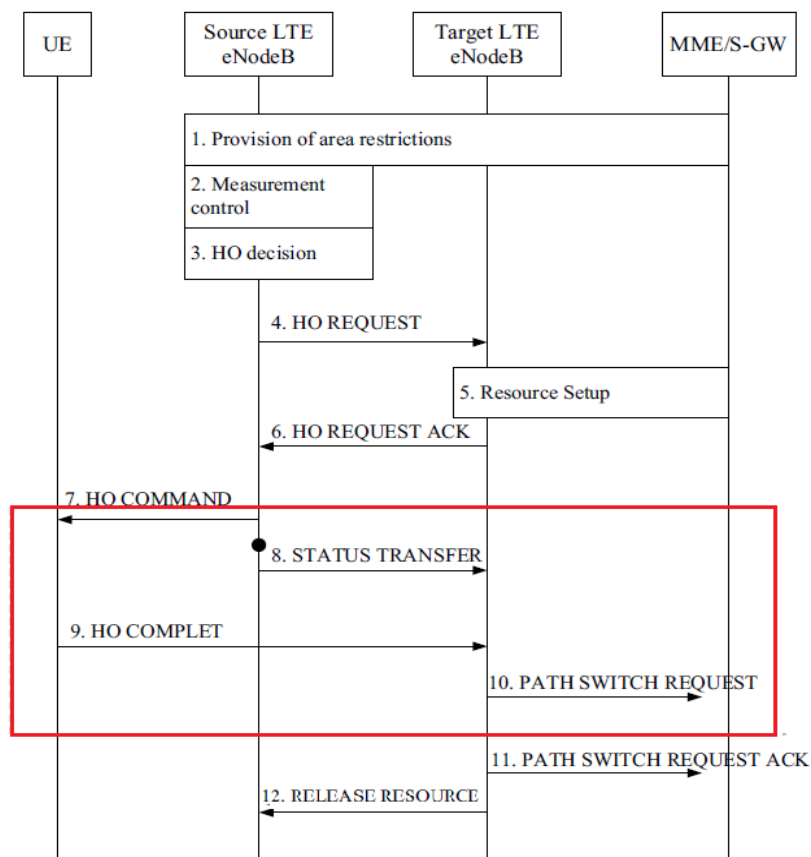 UE
Source LTE
eNodeB
Target LTE
eNodeB
MME/S-GW
1. Provision of area restrictions
2. Measurement
control
3. HO decision
4. HO REQUEST
5. Resource Setup
6. HO REQUEST ACK
7. HO COMMAND
8. STATUS TRANSFER
9. HO COMPLET
10. PATH SWITCH REQUEST
11. PATH SWITCH REQUEST ACK
12. RELEASE RESOURCE